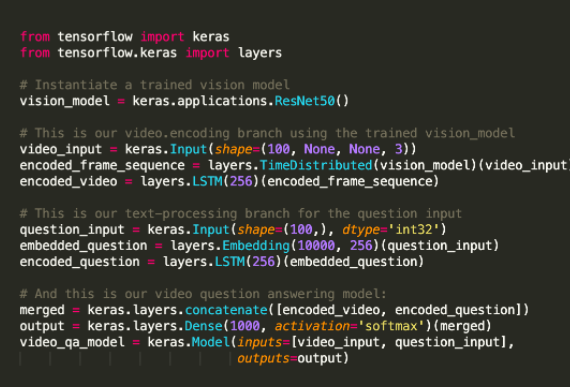 from tensorflow import keras
from tensorflow.keras import layers
# Instantiate a trained vision model
vision_model = keras.applications.ResNet50()
# This is our video.encoding branch using the trained vision_model
video_input = keras.Input(shape=(100, None, None, 3))
encoded_frame_sequence = layers.TimeDistributed(vision_model)(video_input)
encoded_video = layers.LSTM(256)(encoded_frame_sequence)
# This is our text-processing branch for the question input
question_input = keras.Input(shape=(100,), dtype='int32')
embedded_question = layers.Embedding(10000, 256)(question_input)
encoded_question = layers.LSTM(256)(embedded_question)
# And this is our video question answering model:
merged = keras.layers.concatenate([encoded_video, encoded_question])
output = keras.layers.Dense(1000, activation='softmax')(merged)
video_qa_model = keras.Model(inputs=[video_input, question_input],
outputs=output)